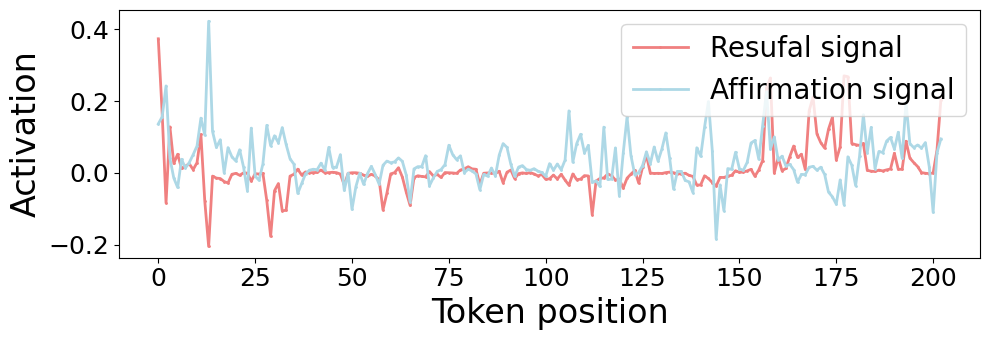 Activation
0.4
0.2
0.0
−0.2
Resufal signal
Affirmation signal
0 25 50 75 100 125 150 175 200
Token position